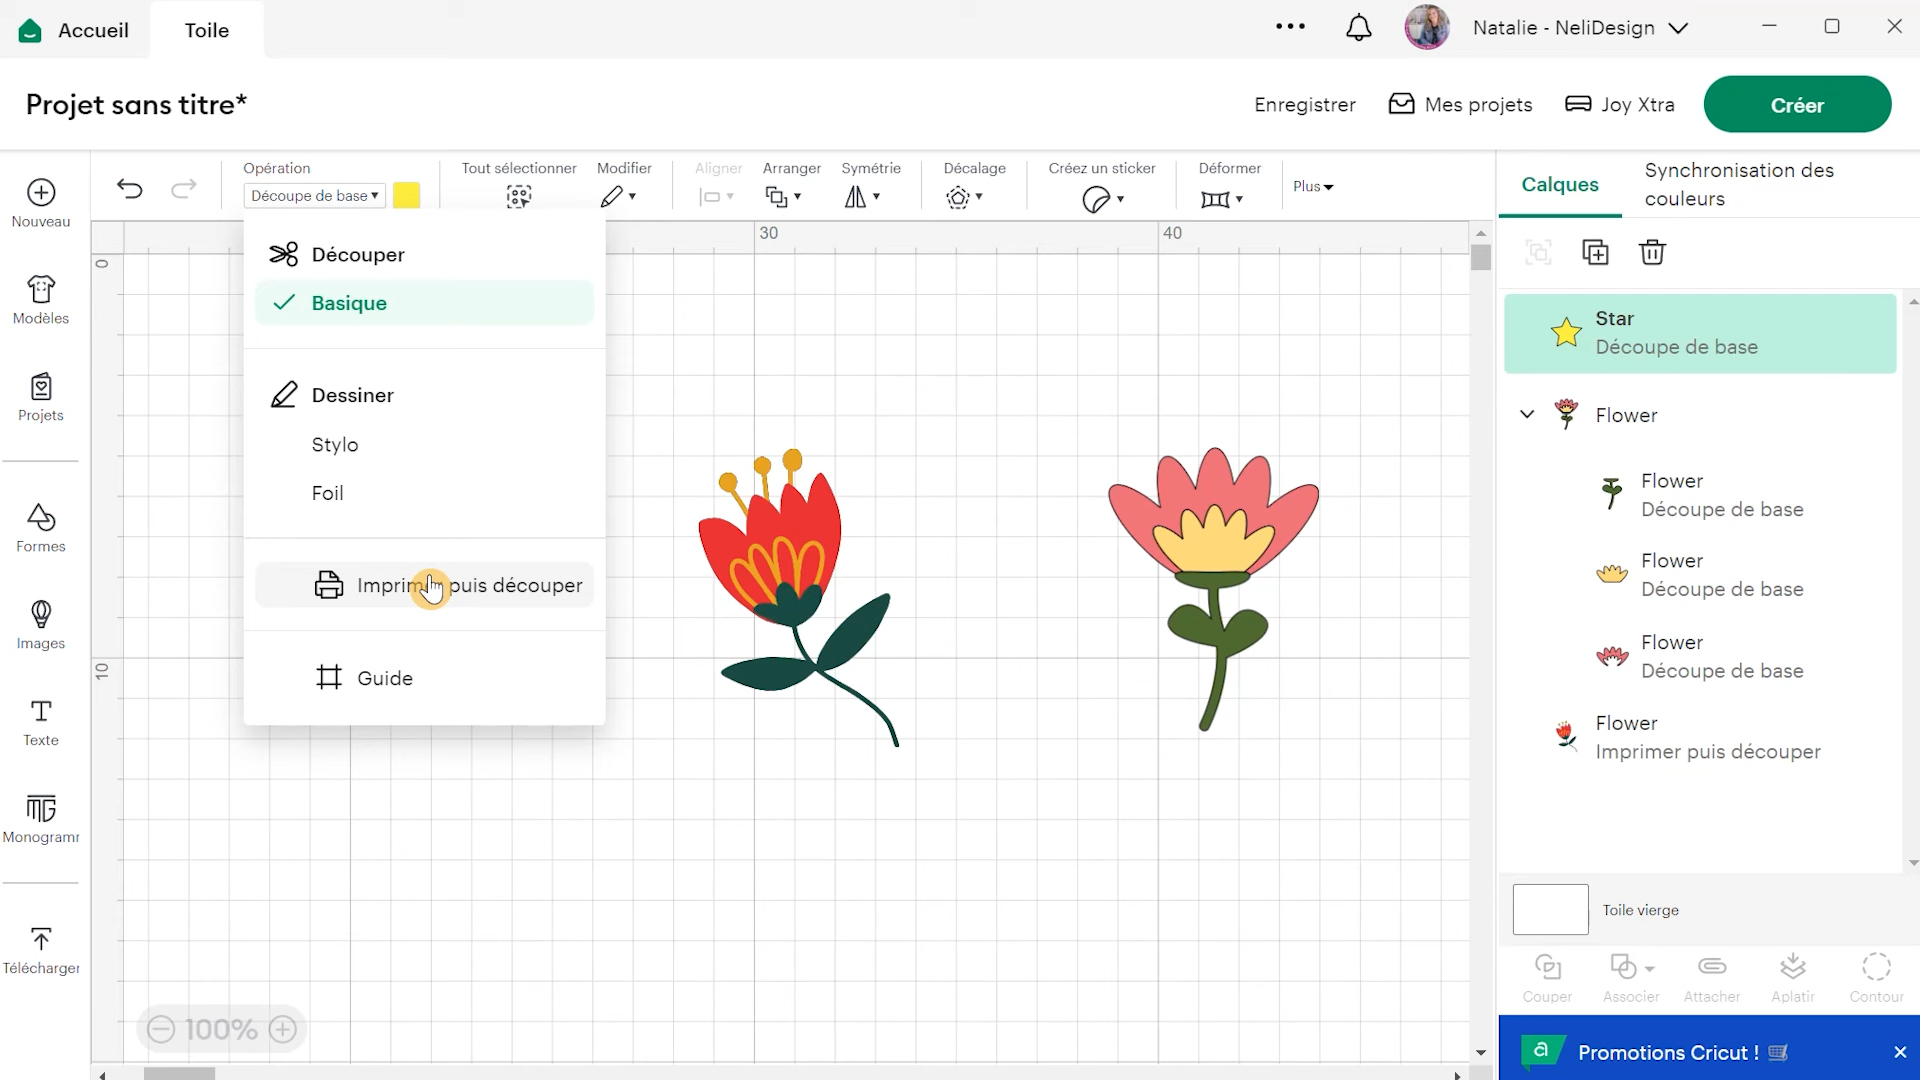 Accueil
Toile
Natalie - NeliDesign
Projet sans titre*
Enregistrer
Mes projets
Joy Xtra
Créer
Opération
Découpe de base
Tout sélectionner
Modifier
Aligner
Arranger
Symétrie
Décalage
Créez un sticker
Déformer
Plus
Calques
Synchronisation des
couleurs
Nouveau
Modèles
Projets
Formes
Images
Texte
Monogramm
Télécharger
Découper
Basique
Dessiner
Stylo
Foil
Imprimer puis découper
Guide
30
40
0
10
100%
Star
Découpe de base
Flower
Flower
Découpe de base
Flower
Découpe de base
Flower
Découpe de base
Flower
Imprimer puis découper
Toile vierge
Couper
Associer
Attacher
Aplatir
Contour
a
Promotions Cricut !